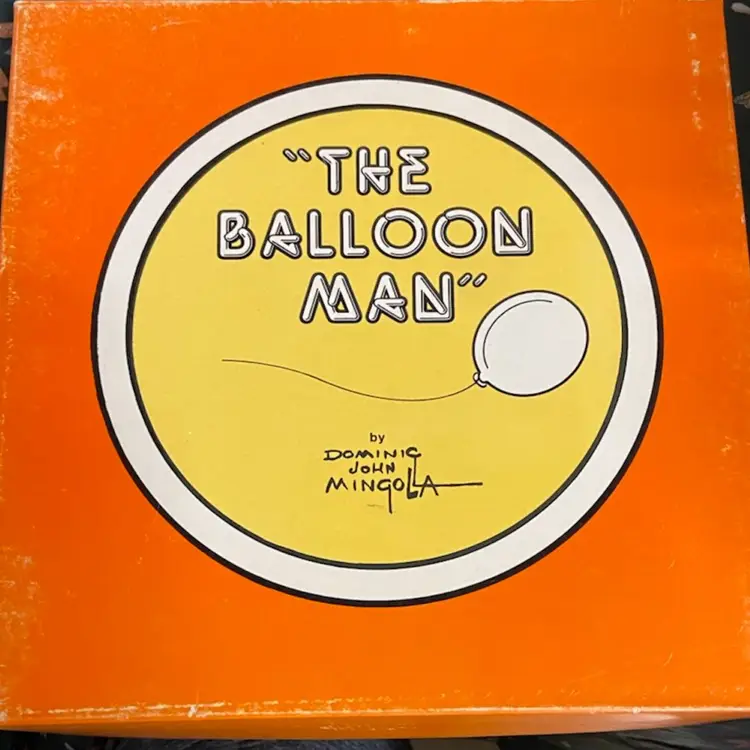 "THE
BALLOON
MAN"
by
DOMINIC
JOHN
MINGOLLA